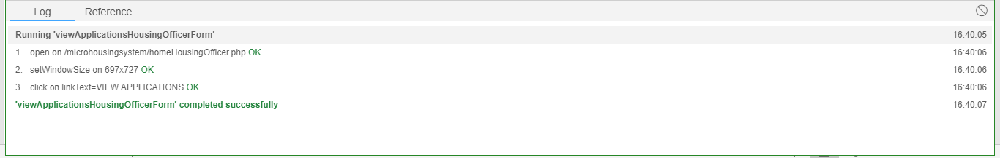 Log Reference
Running 'viewApplicationsHousingOfficerForm' 16:40:05
1. open on /microhousingsystem/homeHousingOfficer.php OK 16:40:06
2. setWindowSize on 697x727 OK 16:40:06
3. click on linkText=VIEW APPLICATIONS OK 16:40:06
'viewApplicationsHousingOfficerForm' completed successfully 16:40:07